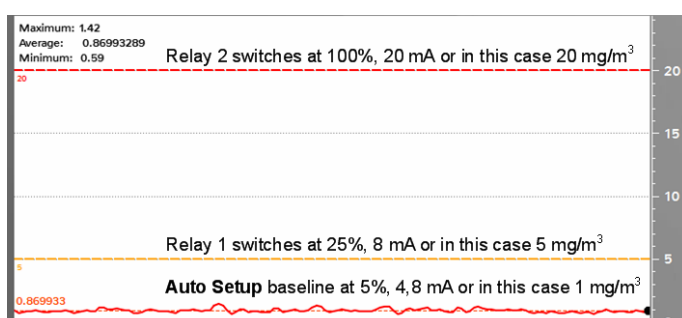 Maximum: 1.42
Average: 0.86993289
Minimum: 0.59
Relay 2 switches at 100%, 20 mA or in this case 20 mg/m³
20
20
15
10
Relay 1 switches at 25%, 8 mA or in this case 5 mg/m³
5
5
Auto Setup baseline at 5%, 4,8 mA or in this case 1 mg/m³
0.869933